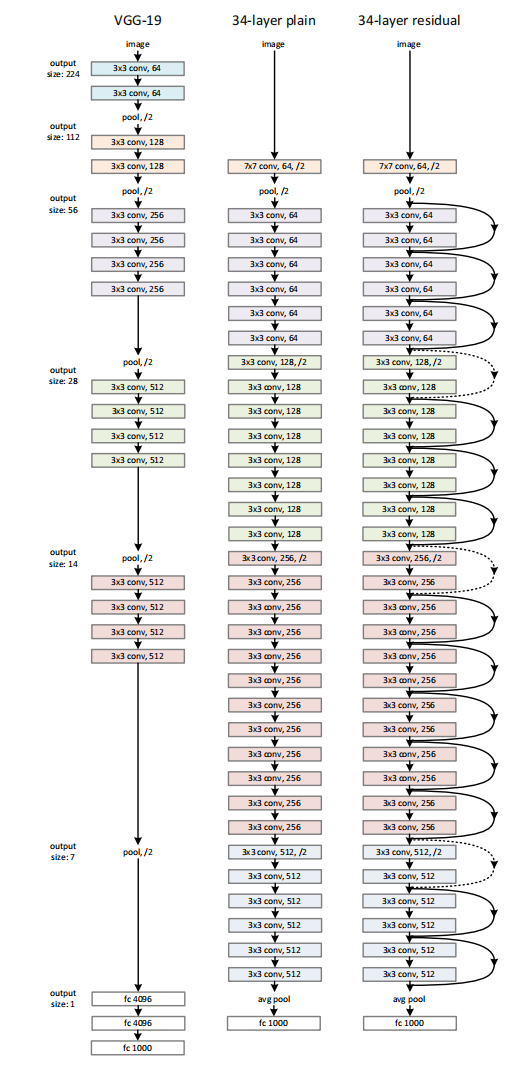 VGG-19
34-layer plain
34-layer residual
output
size: 224
output
size: 112
output
size: 56
output
size: 28
output
size: 14
output
size: 7
output
size: 1
image
3x3 conv, 64
3x3 conv, 64
pool, /2
3x3 conv, 128
3x3 conv, 128
pool, /2
3x3 conv, 256
3x3 conv, 256
3x3 conv, 256
3x3 conv, 256
pool, /2
3x3 conv, 512
3x3 conv, 512
3x3 conv, 512
3x3 conv, 512
pool, /2
3x3 conv, 512
3x3 conv, 512
3x3 conv, 512
3x3 conv, 512
pool, /2
fc 4096
fc 4096
fc 1000
image
7x7 conv, 64, /2
pool, /2
3x3 conv, 64
3x3 conv, 64
3x3 conv, 64
3x3 conv, 64
3x3 conv, 64
3x3 conv, 64
3x3 conv, 128, /2
3x3 conv, 128
3x3 conv, 128
3x3 conv, 128
3x3 conv, 128
3x3 conv, 128
3x3 conv, 128
3x3 conv, 128
3x3 conv, 256, /2
3x3 conv, 256
3x3 conv, 256
3x3 conv, 256
3x3 conv, 256
3x3 conv, 256
3x3 conv, 256
3x3 conv, 256
3x3 conv, 256
3x3 conv, 256
3x3 conv, 256
3x3 conv, 256
3x3 conv, 512, /2
3x3 conv, 512
3x3 conv, 512
3x3 conv, 512
3x3 conv, 512
3x3 conv, 512
avg pool
fc 1000
image
7x7 conv, 64, /2
pool, /2
3x3 conv, 64
3x3 conv, 64
3x3 conv, 64
3x3 conv, 64
3x3 conv, 64
3x3 conv, 64
3x3 conv, 128, /2
3x3 conv, 128
3x3 conv, 128
3x3 conv, 128
3x3 conv, 128
3x3 conv, 128
3x3 conv, 128
3x3 conv, 128
3x3 conv, 256, /2
3x3 conv, 256
3x3 conv, 256
3x3 conv, 256
3x3 conv, 256
3x3 conv, 256
3x3 conv, 256
3x3 conv, 256
3x3 conv, 256
3x3 conv, 256
3x3 conv, 256
3x3 conv, 256
3x3 conv, 512, /2
3x3 conv, 512
3x3 conv, 512
3x3 conv, 512
3x3 conv, 512
3x3 conv, 512
avg pool
fc 1000